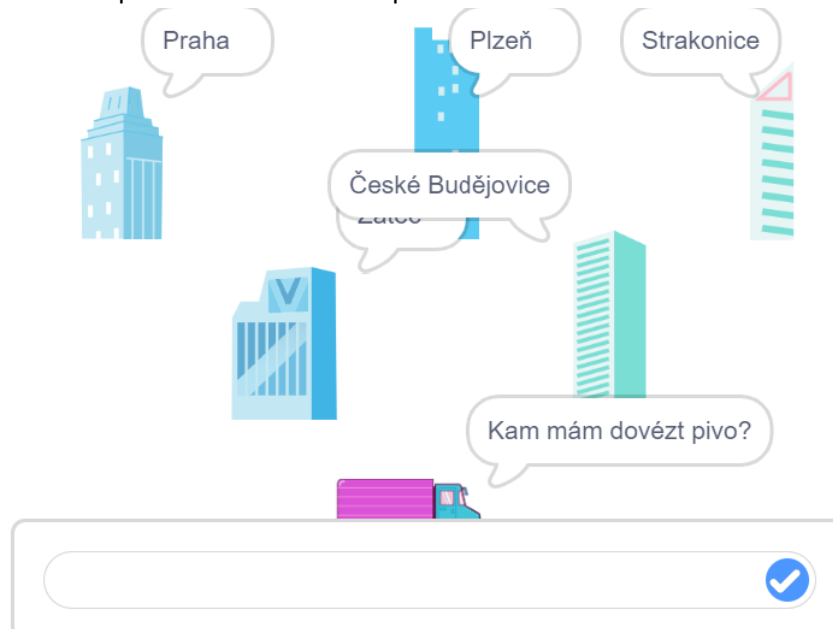 Praha
Plzeň
Strakonice
České Budějovice
Kam mám dovézt pivo?